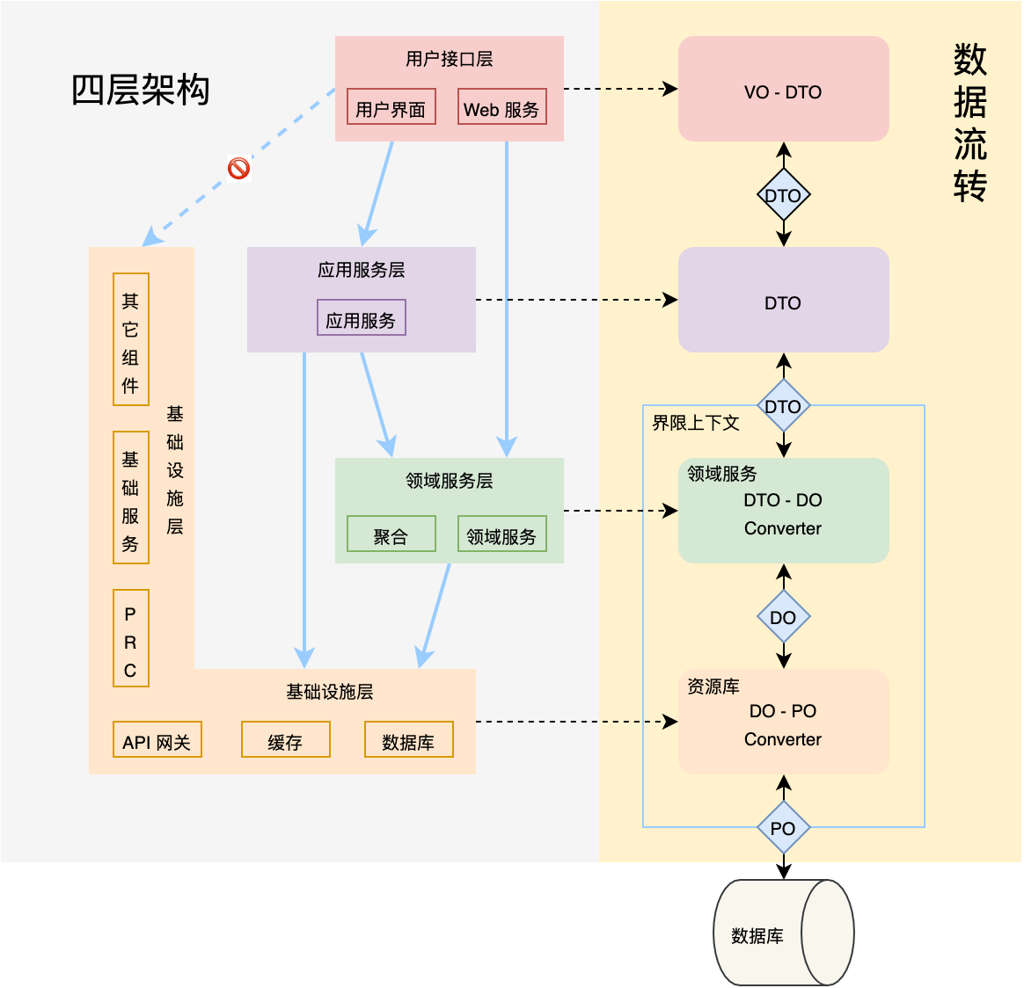 四层架构
用户接口层
用户界面
Web 服务
应用服务层
应用服务
领域服务层
聚合
领域服务
其它组件
基础服务
PRC
基础设施层
基础设施层
API 网关
缓存
数据库
数据流转
VO - DTO
DTO
DTO
DTO
界限上下文
领域服务
DTO - DO
Converter
DO
资源库
DO - PO
Converter
PO
数据库